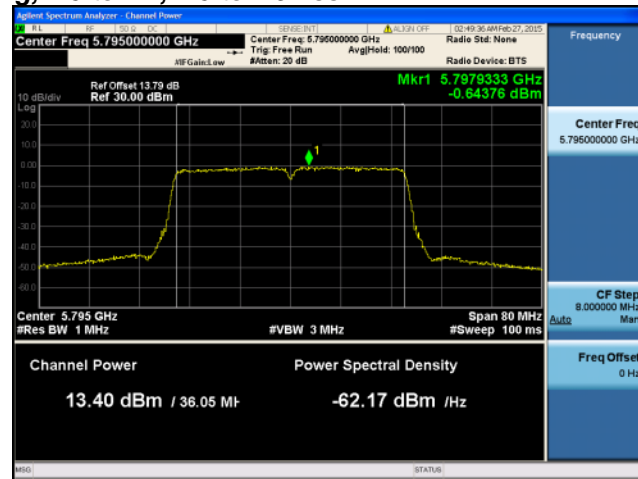 Agilent Spectrum Analyzer - Channel Power
RL RF 50 Ω DC SENSE:INT ALIGN OFF 02:49:36 AM Feb 27, 2015
Center Freq 5.795000000 GHz
Center Freq: 5.795000000 GHz
Radio Std: None
Trig: Free Run Avg|Hold: 100/100
#IFGain:Low #Atten: 20 dB Radio Device: BTS
Frequency
Mkr1 5.7979333 GHz
-0.64376 dBm
Ref Offset 13.79 dB
10 dB/div Ref 30.00 dBm
Log
20.0
10.0
0.00
-10.0
-20.0
-30.0
-40.0
-50.0
-60.0
1
Center 5.795 GHz Span 80 MHz
#Res BW 1 MHz #VBW 3 MHz #Sweep 100 ms
Channel Power Power Spectral Density
13.40 dBm / 36.05 MH -62.17 dBm /Hz
Center Freq
5.795000000 GHz
CF Step
8.000000 MHz
Auto Man
Freq Offset
0 Hz
MSG STATUS